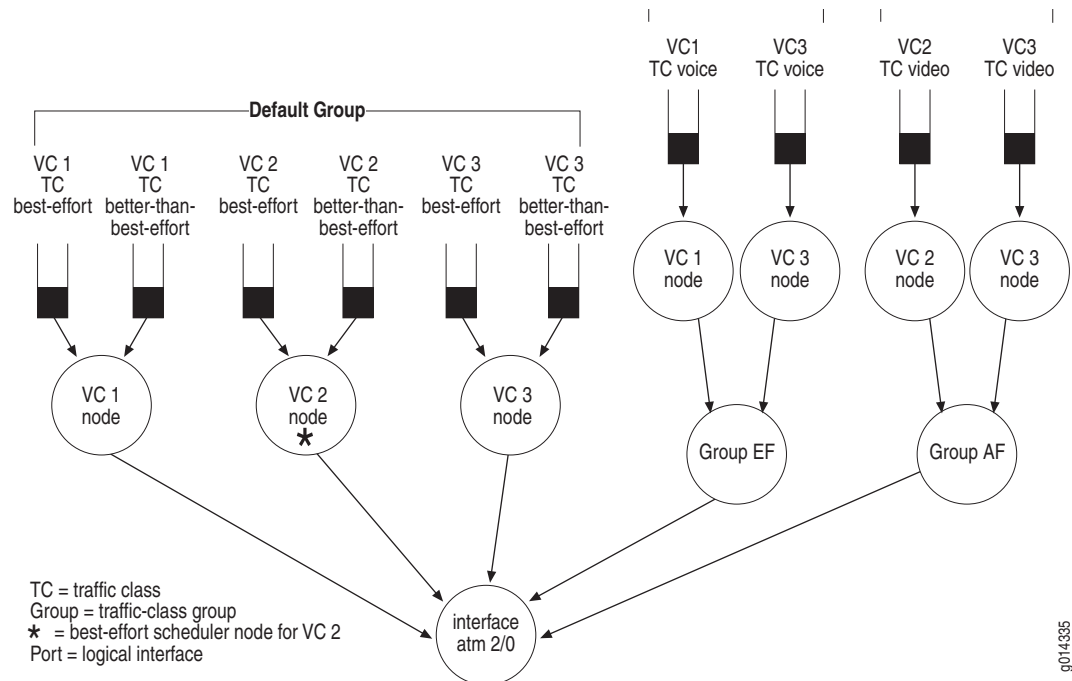 VC1
TC voice
VC3
TC voice
VC2
TC video
VC3
TC video
Default Group
VC 1
TC
best-effort
VC 1
TC
better-than-
best-effort
VC 2
TC
best-effort
VC 2
TC
better-than-
best-effort
VC 3
TC
best-effort
VC 3
TC
better-than-
best-effort
VC 1
node
VC 3
node
VC 2
node
VC 3
node
VC 1
node
VC 2
node
*
VC 3
node
Group EF
Group AF
interface
atm 2/0
TC = traffic class
Group = traffic-class group
* = best-effort scheduler node for VC 2
Port = logical interface
g014335